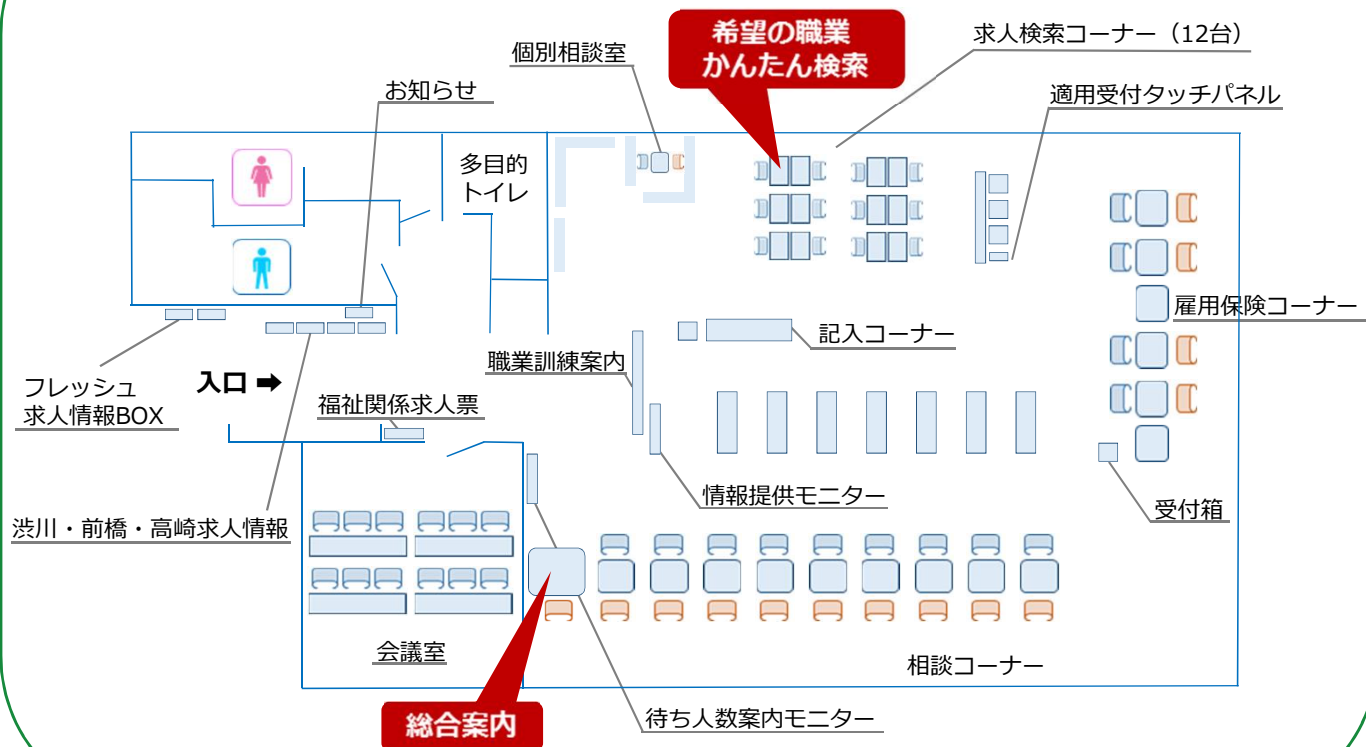 希望の職業
かんたん検索
求人検索コーナー（12台）
個別相談室
お知らせ
適用受付タッチパネル
多目的
トイレ
雇用保険コーナー
記入コーナー
職業訓練案内
入口 ➡
フレッシュ
求人情報BOX
福祉関係求人票
情報提供モニター
受付箱
渋川・前橋・高崎求人情報
会議室
相談コーナー
総合案内
待ち人数案内モニター